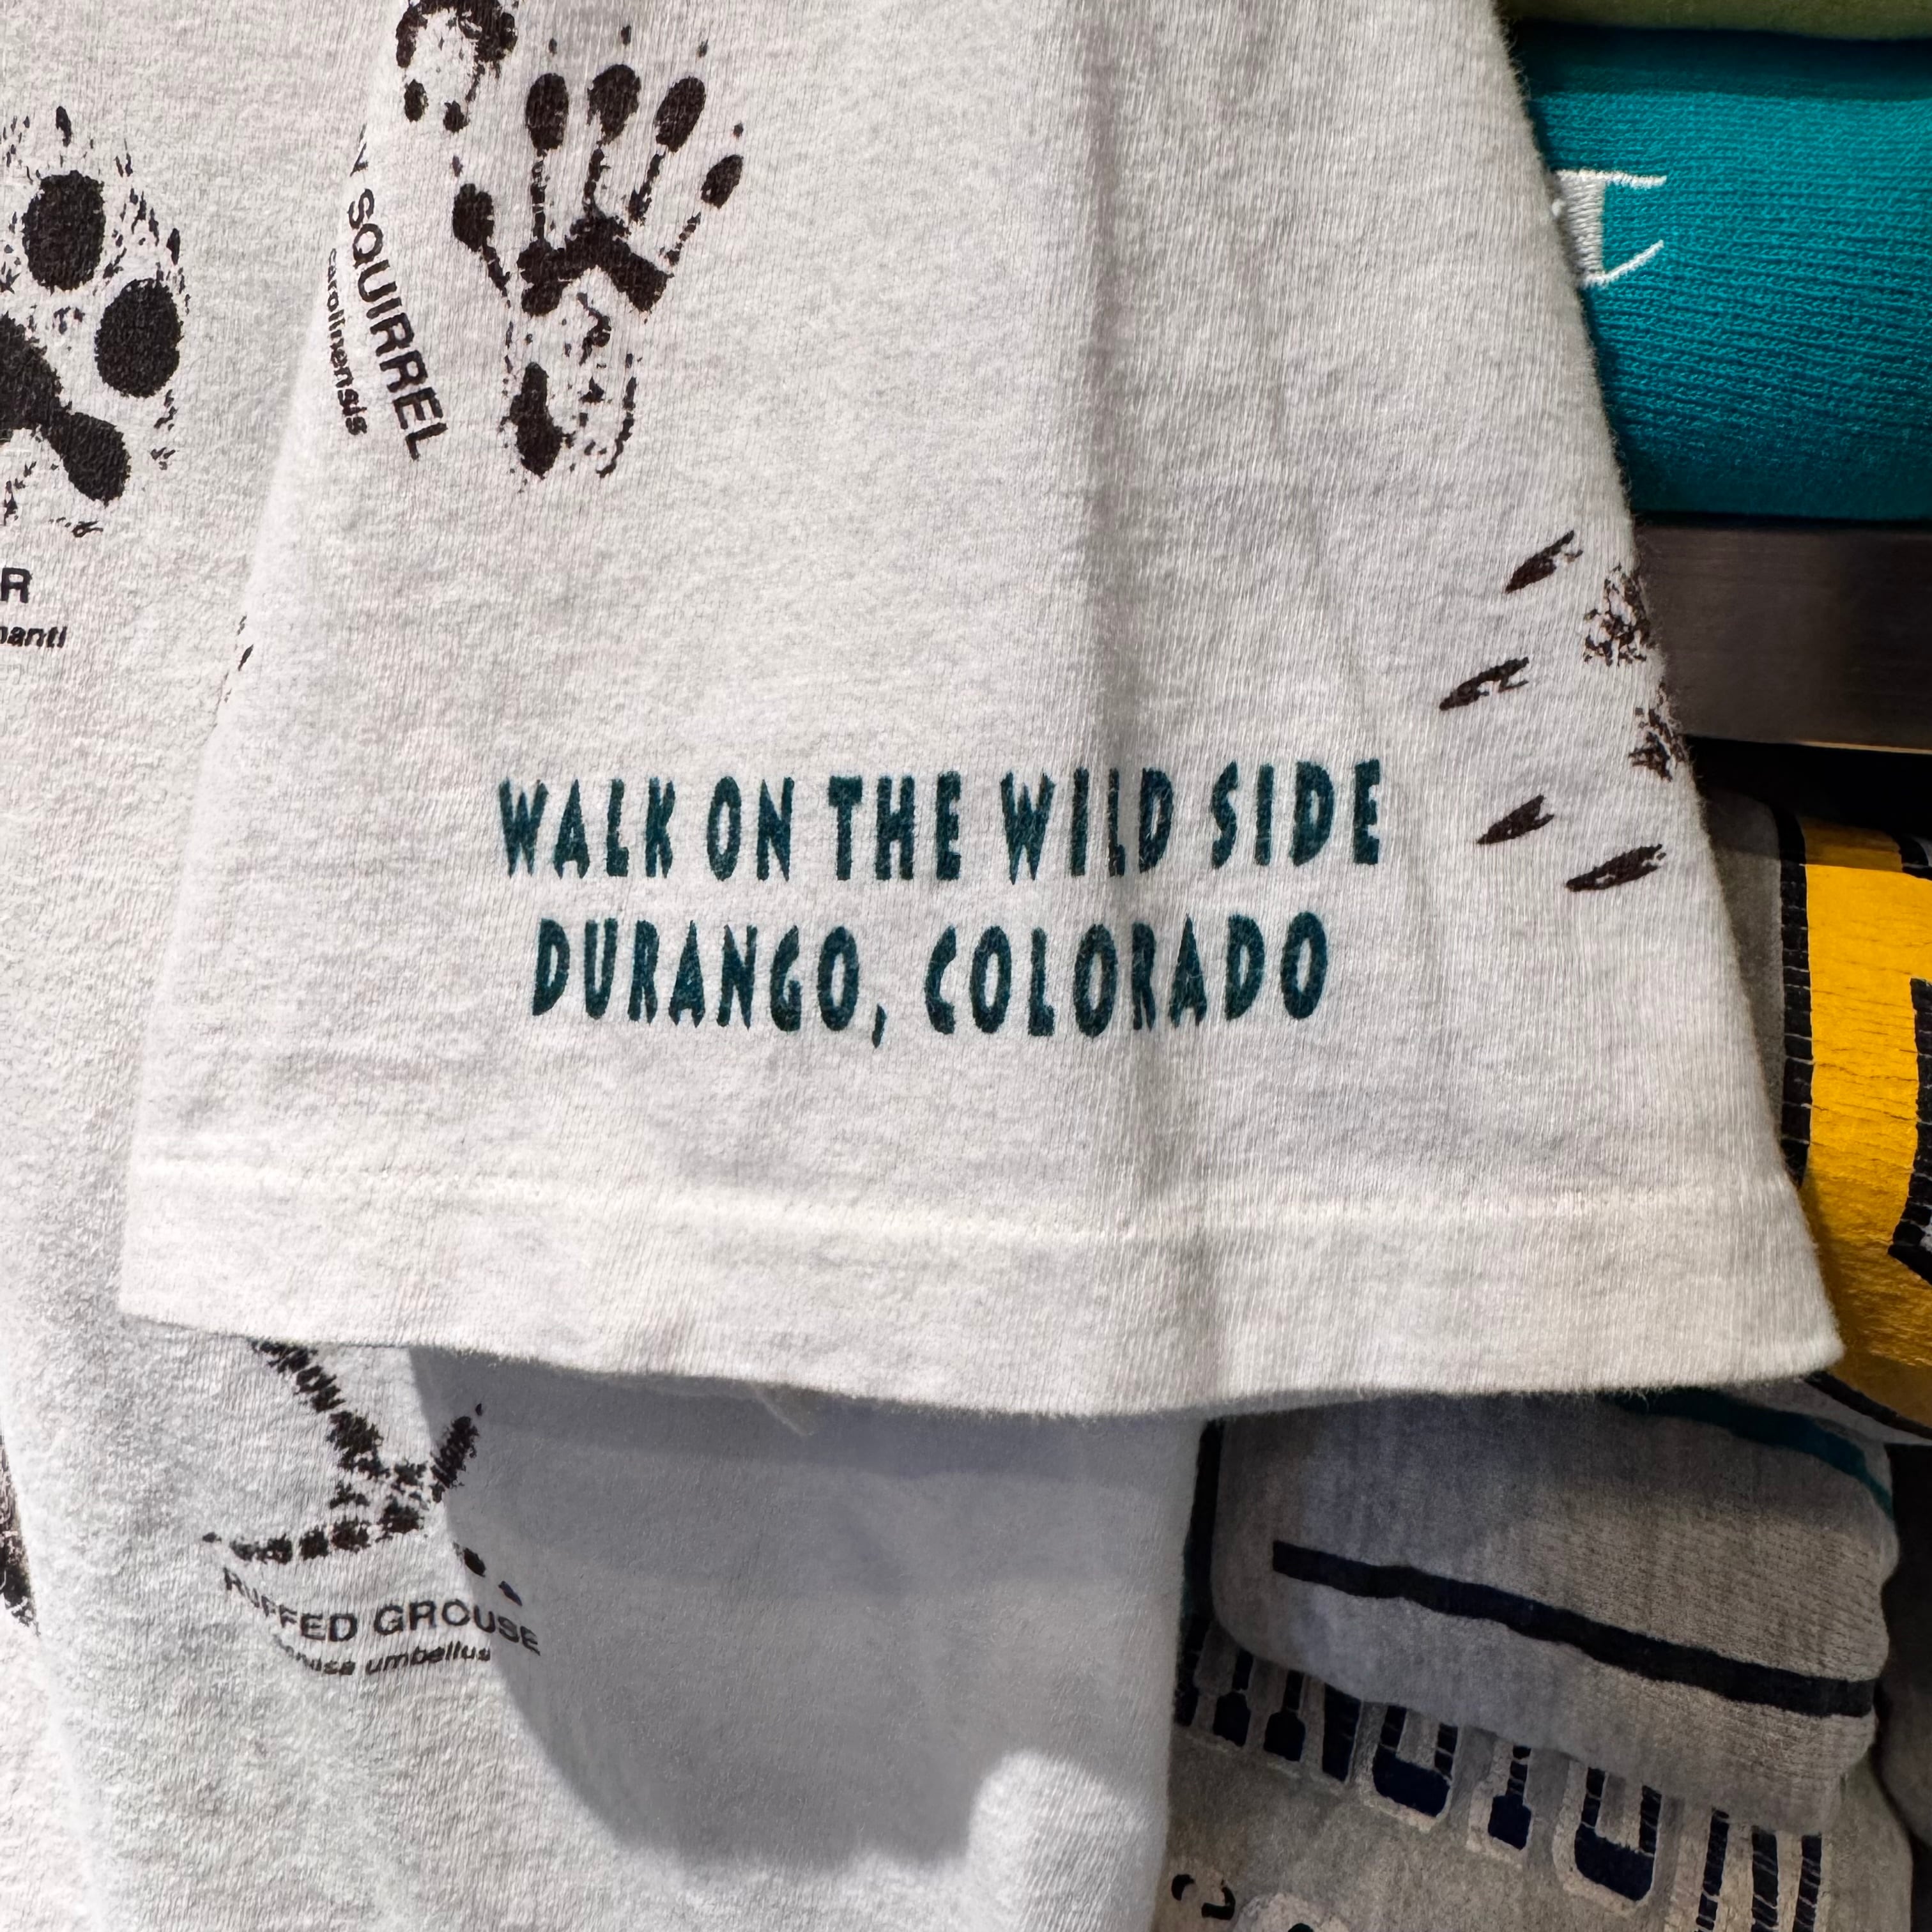 SQUIRREL
carolinensis
WALK ON THE WILD SIDE
DURANGO, COLORADO
RUFFED GROUSE
umbellus